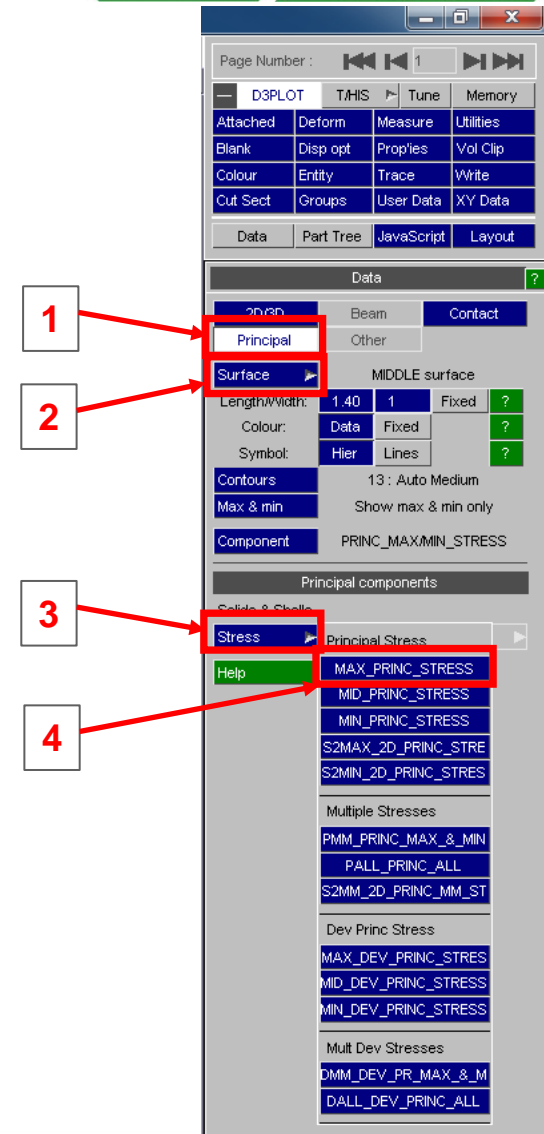 X
Page Number : 1
D3PLOT T/HIS Tune Memory
Attached Deform Measure Utilities
Blank Disp opt Prop'ies Vol Clip
Colour Entity Trace Write
Cut Sect Groups User Data XY Data
Data Part Tree JavaScript Layout
Data ?
1
2D/3D Beam Contact
Principal Other
2
Surface MIDDLE surface
Length/Width: 1.40 1 Fixed ?
Colour: Data Fixed ?
Symbol: Hier Lines ?
Contours 13 : Auto Medium
Max & min Show max & min only
Component PRINC_MAX/MIN_STRESS
Principal components
3
Solids & Shells
Stress Principal Stress
Help MAX_PRINC_STRESS
4
MID_PRINC_STRESS
MIN_PRINC_STRESS
S2MAX_2D_PRINC_STRE
S2MIN_2D_PRINC_STRES
Multiple Stresses
PMM_PRINC_MAX_&_MIN
PALL_PRINC_ALL
S2MM_2D_PRINC_MM_ST
Dev Princ Stress
MAX_DEV_PRINC_STRES
MID_DEV_PRINC_STRESS
MIN_DEV_PRINC_STRESS
Mult Dev Stresses
DMM_DEV_PR_MAX_&_M
DALL_DEV_PRINC_ALL